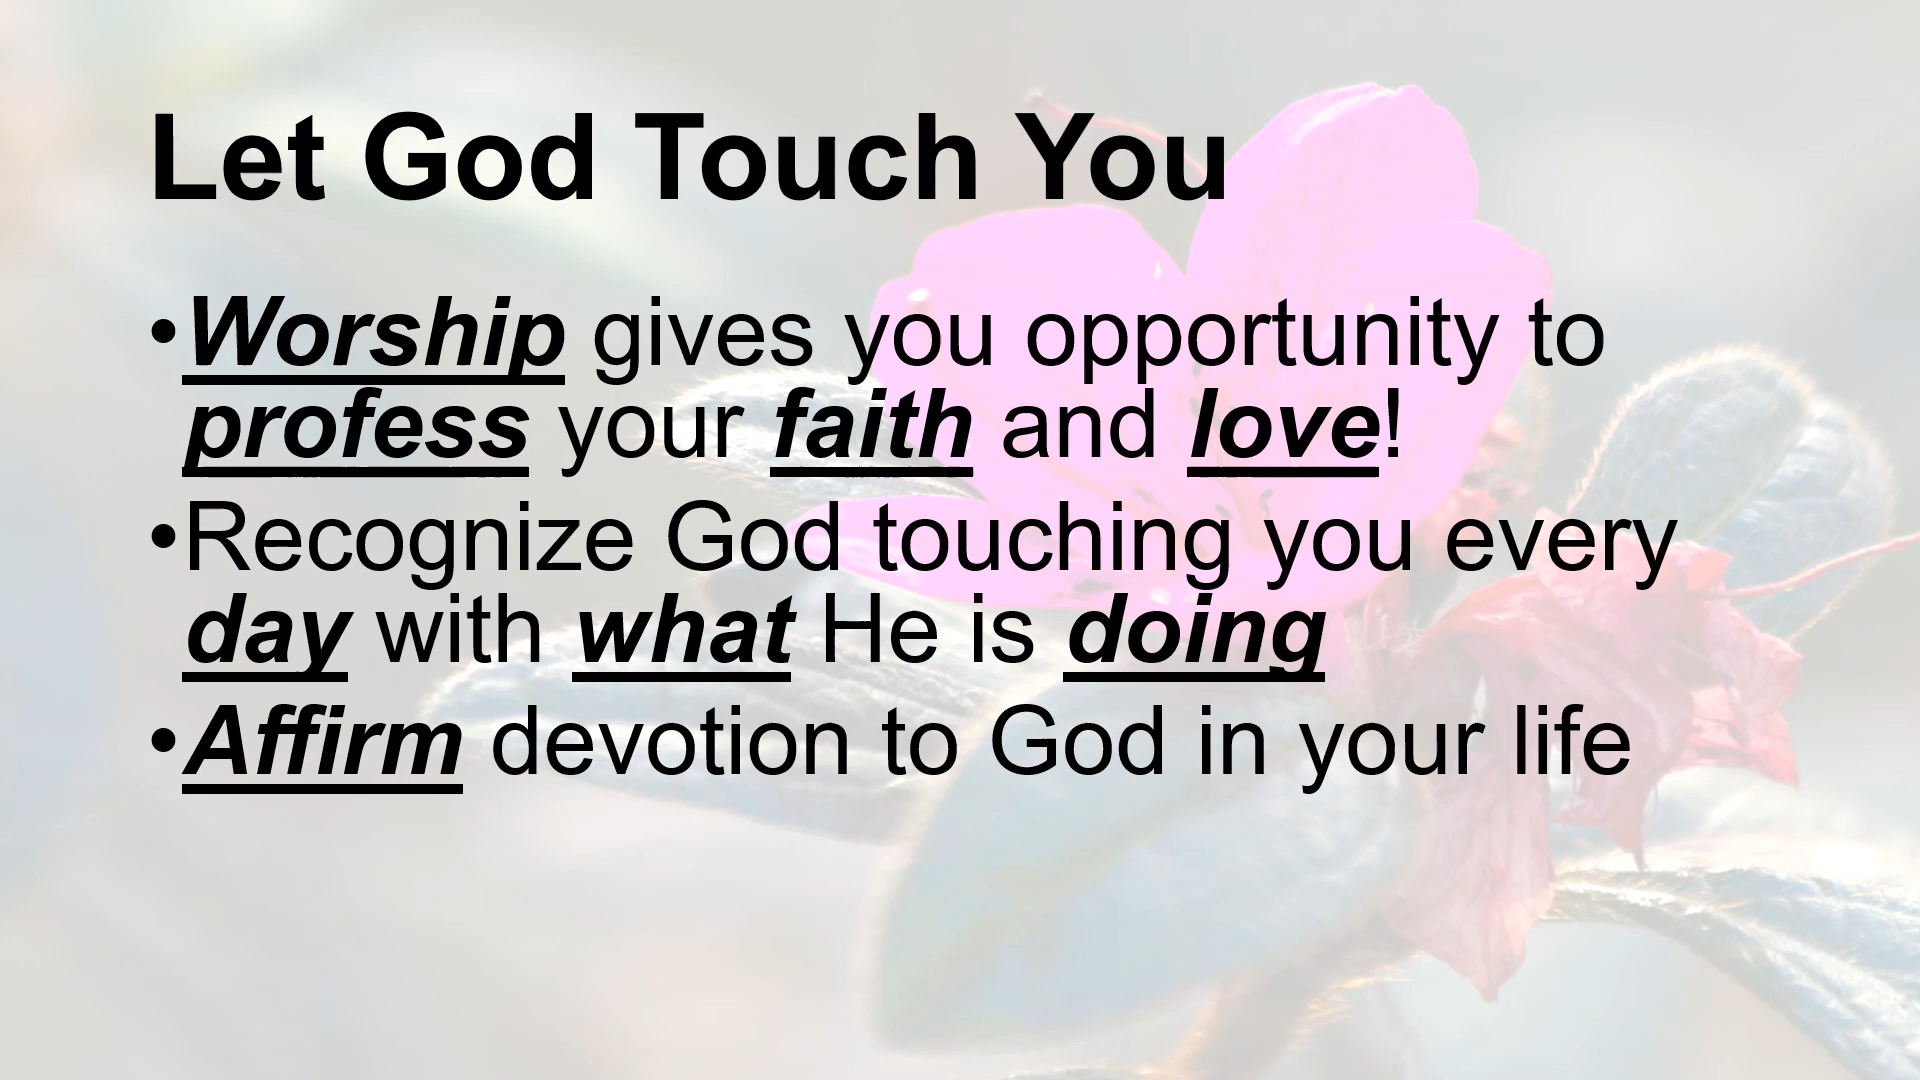 Let God Touch You
•Worship gives you opportunity to
profess your faith and love!
•Recognize God touching you every
day with what He is doing
•Affirm devotion to God in your life